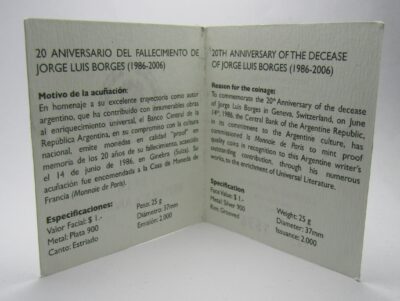 20 ANIVERSARIO DEL FALLECIMIENTO DE
JORGE LUIS BORGES (1986-2006)
Motivo de la acuñación:
En homenaje a su excelente trayectoria como autor
argentino, que ha contribuido con innumerables obras
al enriquecimiento universal, el Banco Central de la
República Argentina, en su compromiso con la cultura
nacional, emite monedas en calidad "proof" en
memoria de los 20 años de su fallecimiento, acaecido
el 14 de junio de 1986, en Ginebra (Suiza). Su
acuñación fue encomendada a la Casa de Moneda de
Francia (Monnaie de Paris).
Especificaciones:
Valor Facial: $ 1.- Peso: 25 g
Metal: Plata 900 Diámetro: 37mm
Canto: Estriado Emisión: 2.000
20TH ANNIVERSARY OF THE DECEASE
OF JORGE LUIS BORGES (1986-2006)
Reason for the coinage:
To commemorate the 20th Anniversary of the decease
of Jorge Luis Borges in Geneva, Switzerland, on June
14th, 1986, the Central Bank of the Argentine Republic,
in its commitment to the Argentine culture, has
commissioned la Monnaie de Paris to mint proof
quality coins in recognition to this Argentine writer's
outstanding contribution, through his numerous
works, to the enrichment of Universal Literature.
Specification
Face Value: $ 1.- Weight: 25 g
Metal: Silver 900 Diameter: 37mm
Rim: Grooved Issuance: 2.000